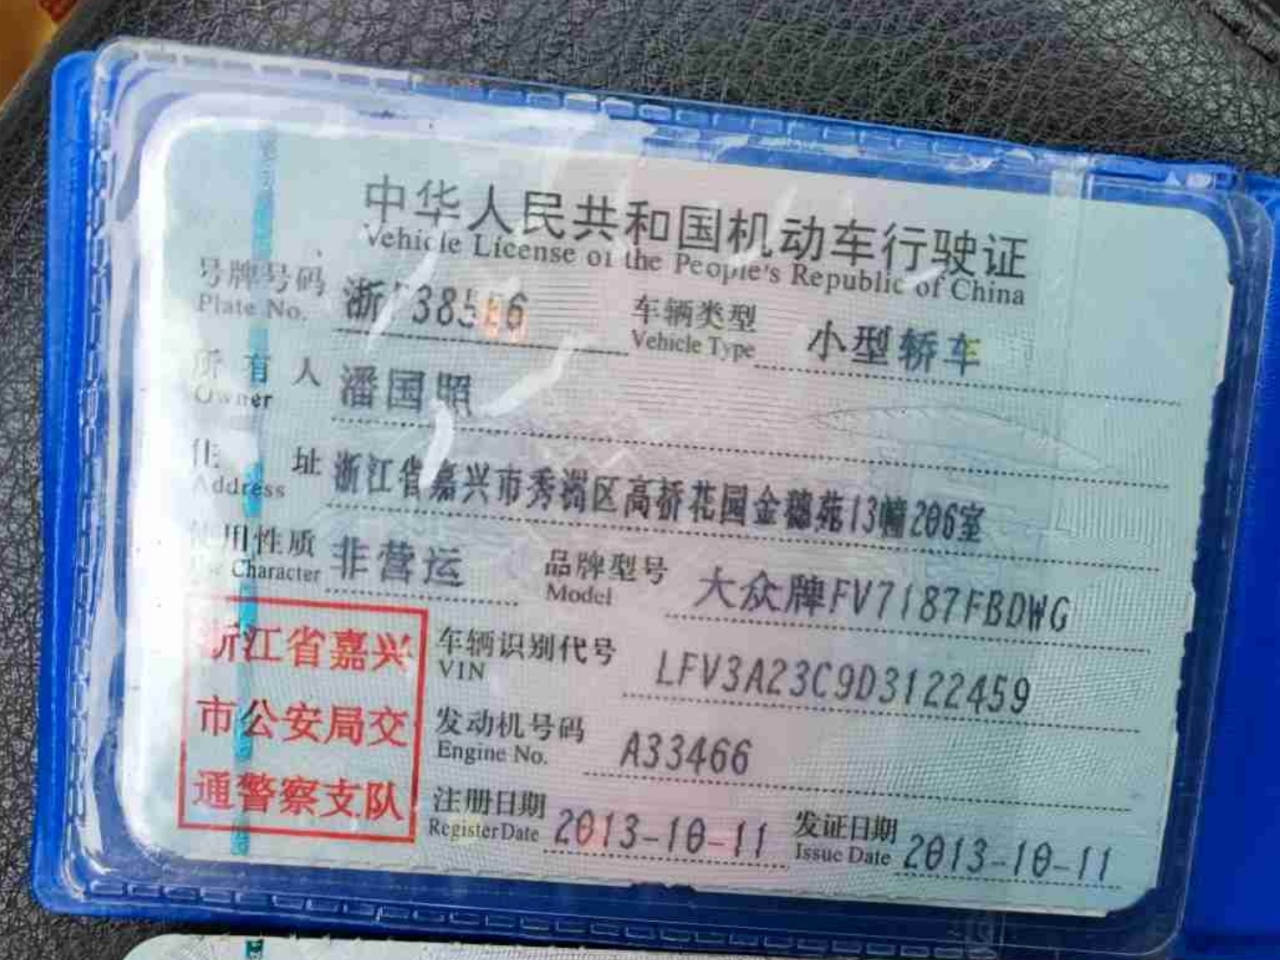 中华人民共和国机动车行驶证
Vehicle License of the People's Republic of China
号牌号码 浙F385E6 车辆类型 小型轿车
Plate No. Vehicle Type
所有人 潘国照
Owner
住址 浙江省嘉兴市秀洲区高桥花园金穗苑13幢206室
Address
使用性质 非营运 品牌型号 大众牌FV7187FBDWG
Character Model
浙江省嘉兴
市公安局交
通警察支队
车辆识别代号 LFV3A23C9D3122459
VIN
发动机号码 A33466
Engine No.
注册日期 2013-10-11 发证日期 2013-10-11
Register Date Issue Date